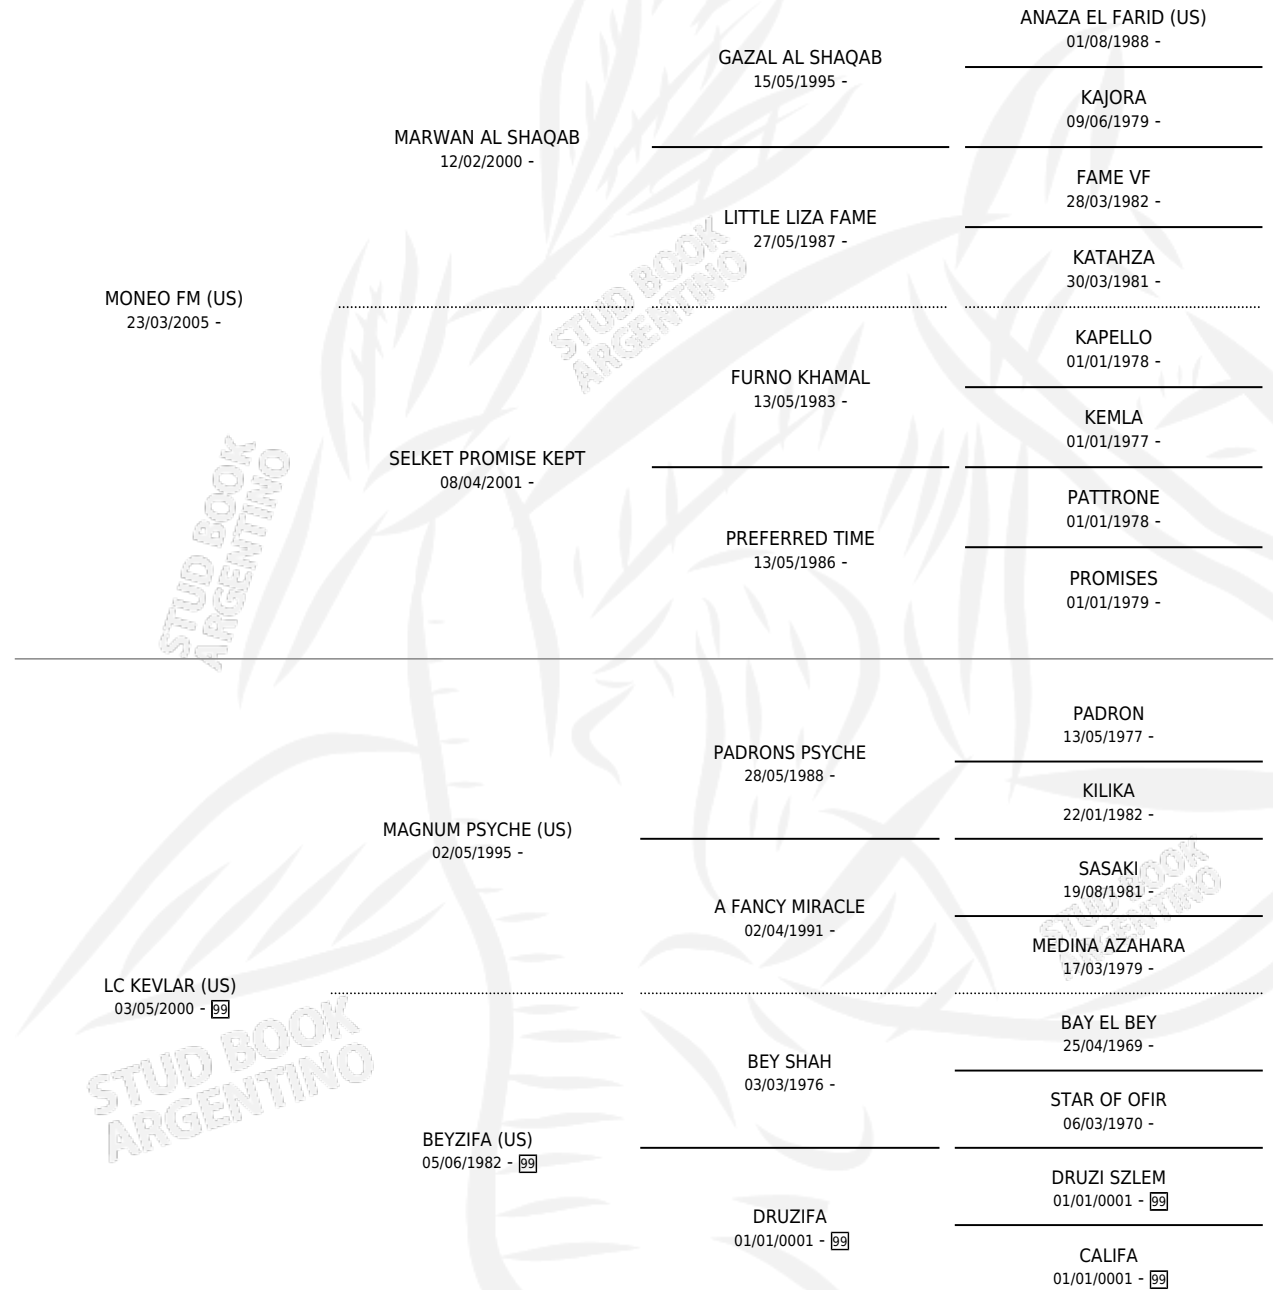 ANAZA EL FARID (US)
01/08/1988 -
GAZAL AL SHAQAB
15/05/1995 -
KAJORA
09/06/1979 -
MARWAN AL SHAQAB
12/02/2000 -
FAME VF
28/03/1982 -
LITTLE LIZA FAME
27/05/1987 -
KATAHZA
30/03/1981 -
MONEO FM (US)
23/03/2005 -
STUD BOOK
ARGENTINO
KAPELLO
01/01/1978 -
FURNO KHAMAL
13/05/1983 -
KEMLA
01/01/1977 -
SELKET PROMISE KEPT
08/04/2001 -
PATTRONE
01/01/1978 -
PREFERRED TIME
13/05/1986 -
PROMISES
01/01/1979 -
STUD BOOK
ARGENTINO
PADRON
13/05/1977 -
PADRONS PSYCHE
28/05/1988 -
KILIKA
22/01/1982 -
MAGNUM PSYCHE (US)
02/05/1995 -
SASAKI
19/08/1981 -
A FANCY MIRACLE
02/04/1991 -
MEDINA AZAHARA
17/03/1979 -
STUD BOOK
ARGENTINO
LC KEVLAR (US)
03/05/2000 - 99
BAY EL BEY
25/04/1969 -
BEY SHAH
03/03/1976 -
STAR OF OFIR
06/03/1970 -
STUD BOOK
ARGENTINO
BEYZIFA (US)
05/06/1982 - 99
DRUZI SZLEM
01/01/0001 - 99
DRUZIFA
01/01/0001 - 99
CALIFA
01/01/0001 - 99